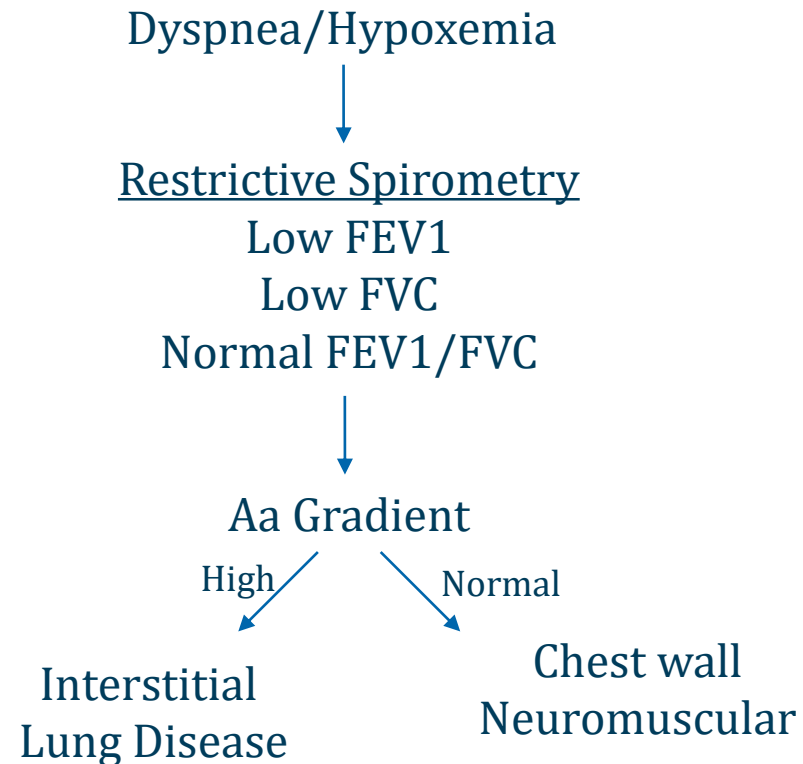 Dyspnea/Hypoxemia
Restrictive Spirometry
Low FEV1
Low FVC
Normal FEV1/FVC
Aa Gradient
High
Normal
Interstitial
Lung Disease
Chest wall
Neuromuscular